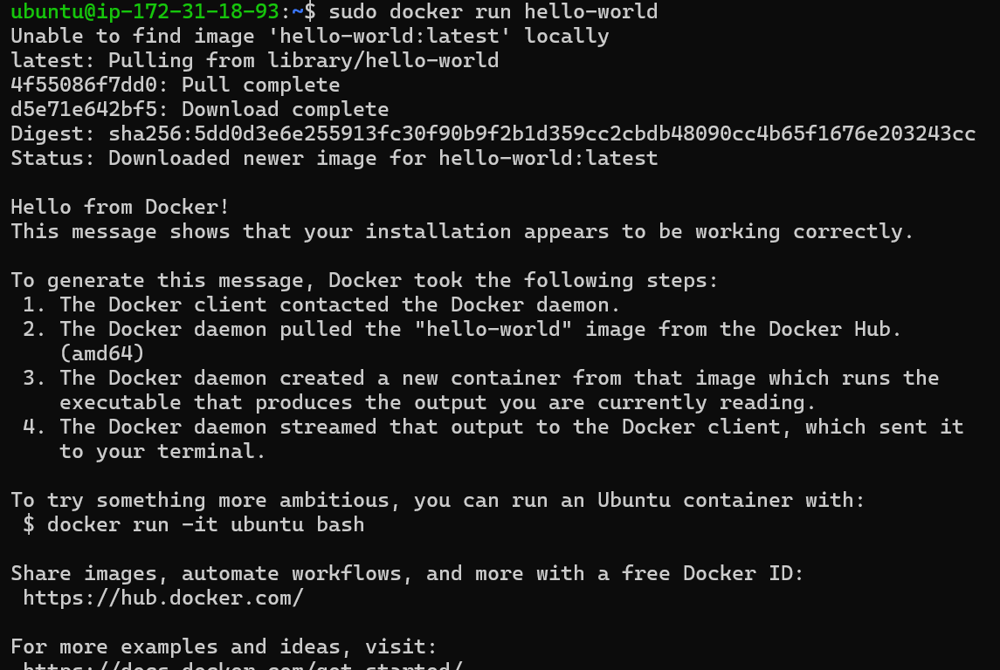 ubuntu@ip-172-31-18-93:~$ sudo docker run hello-world
Unable to find image 'hello-world:latest' locally
latest: Pulling from library/hello-world
4f55086f7dd0: Pull complete
d5e71e642bf5: Download complete
Digest: sha256:5dd0d3e6e255913fc30f90b9f2b1d359cc2cbdb48090cc4b65f1676e203243cc
Status: Downloaded newer image for hello-world:latest

Hello from Docker!
This message shows that your installation appears to be working correctly.

To generate this message, Docker took the following steps:
 1. The Docker client contacted the Docker daemon.
 2. The Docker daemon pulled the "hello-world" image from the Docker Hub.
    (amd64)
 3. The Docker daemon created a new container from that image which runs the
    executable that produces the output you are currently reading.
 4. The Docker daemon streamed that output to the Docker client, which sent it
    to your terminal.

To try something more ambitious, you can run an Ubuntu container with:
 $ docker run -it ubuntu bash

Share images, automate workflows, and more with a free Docker ID:
 https://hub.docker.com/

For more examples and ideas, visit:
 https://docs.docker.com/get-started/